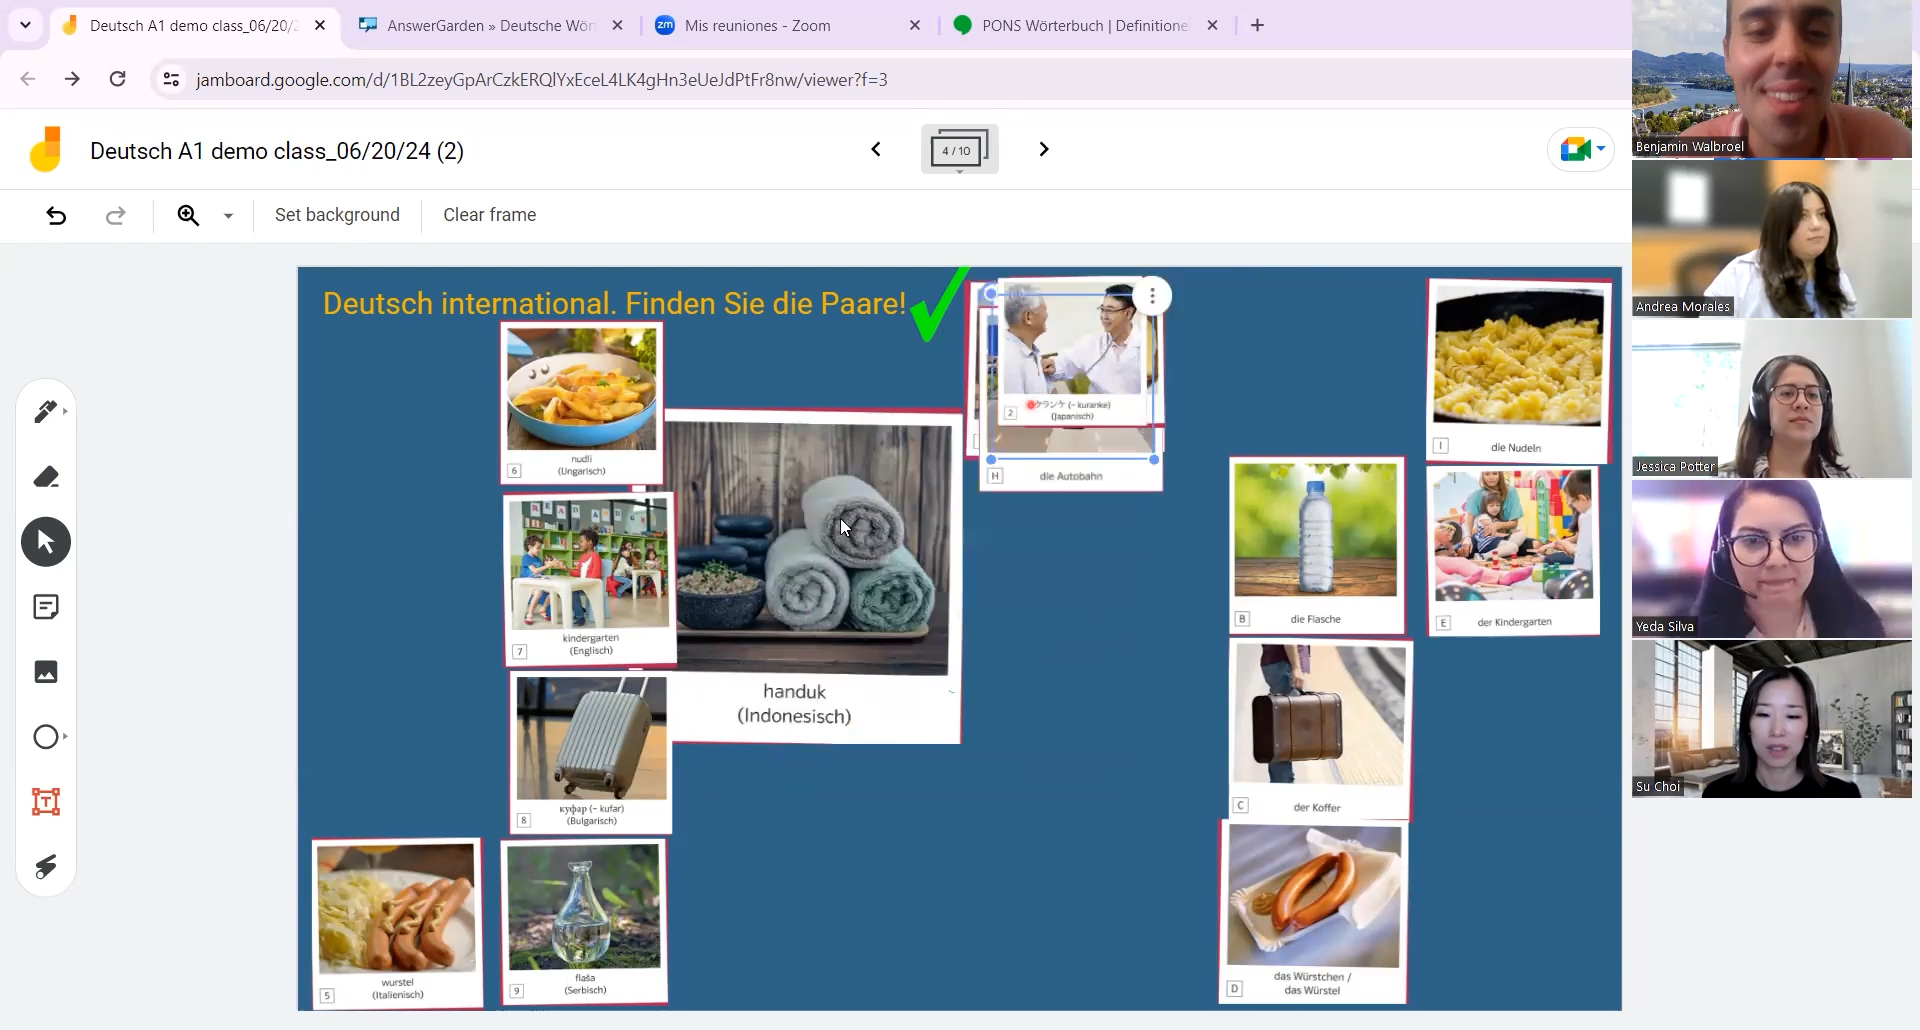 Deutsch A1 demo class_06/20/2
AnswerGarden » Deutsche Wör
zm
Mis reuniones - Zoom
PONS Wörterbuch | Definitione
jamboard.google.com/d/1BL2zeyGpArCzkERQlYxEceL4LK4gHn3eUeJdPtFr8nw/viewer?f=3
Deutsch A1 demo class_06/20/24 (2)
4 / 10
Set background
Clear frame
Deutsch international. Finden Sie die Paare!
nudli
(Ungarisch)
6
READ
kindergarten
(Englisch)
7
куфар (– kufar)
(Bulgarisch)
8
wurstel
(Italienisch)
5
flaša
(Serbisch)
9
handuk
(Indonesisch)
クランケ (– kuranke)
(Japanisch)
2
H
die Autobahn
I
die Nudeln
B
die Flasche
E
der Kindergarten
C
der Koffer
das Würstchen /
das Würstel
D
Benjamin Walbroel
Andrea Morales
Jessica Potter
Yeda Silva
Su Choi